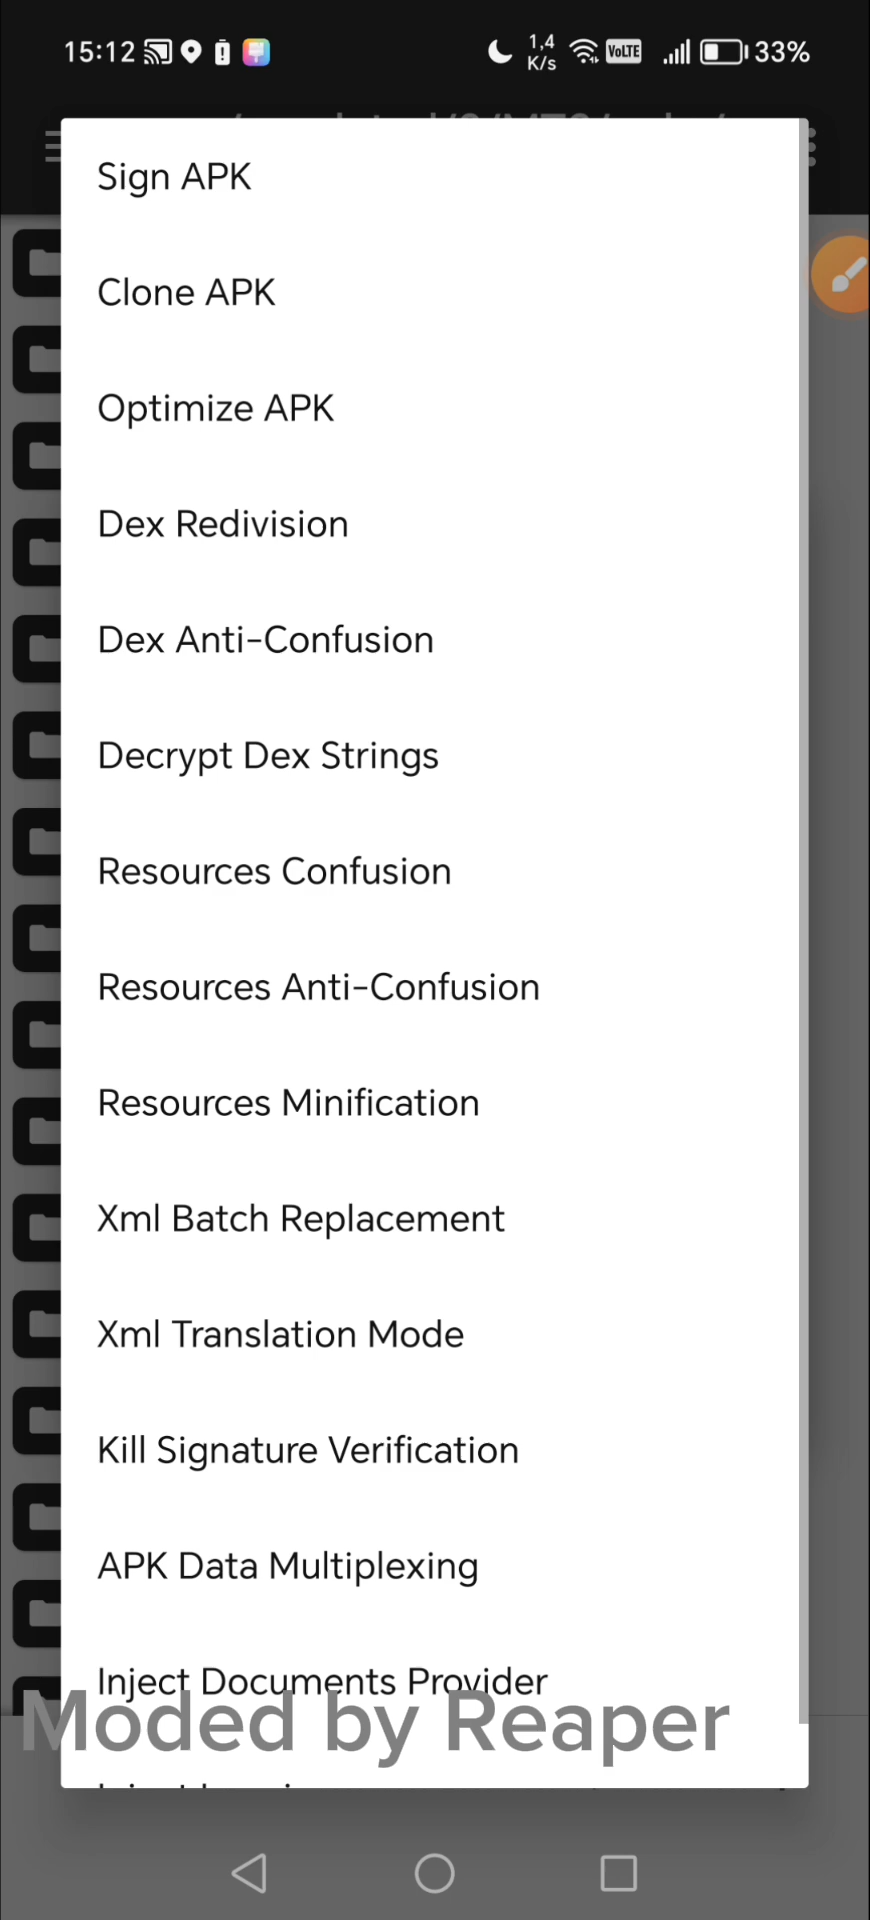 15:12 1,4 K/s VoLTE 33%
Sign APK
Clone APK
Optimize APK
Dex Redivision
Dex Anti-Confusion
Decrypt Dex Strings
Resources Confusion
Resources Anti-Confusion
Resources Minification
Xml Batch Replacement
Xml Translation Mode
Kill Signature Verification
APK Data Multiplexing
Inject Documents Provider
Moded by Reaper